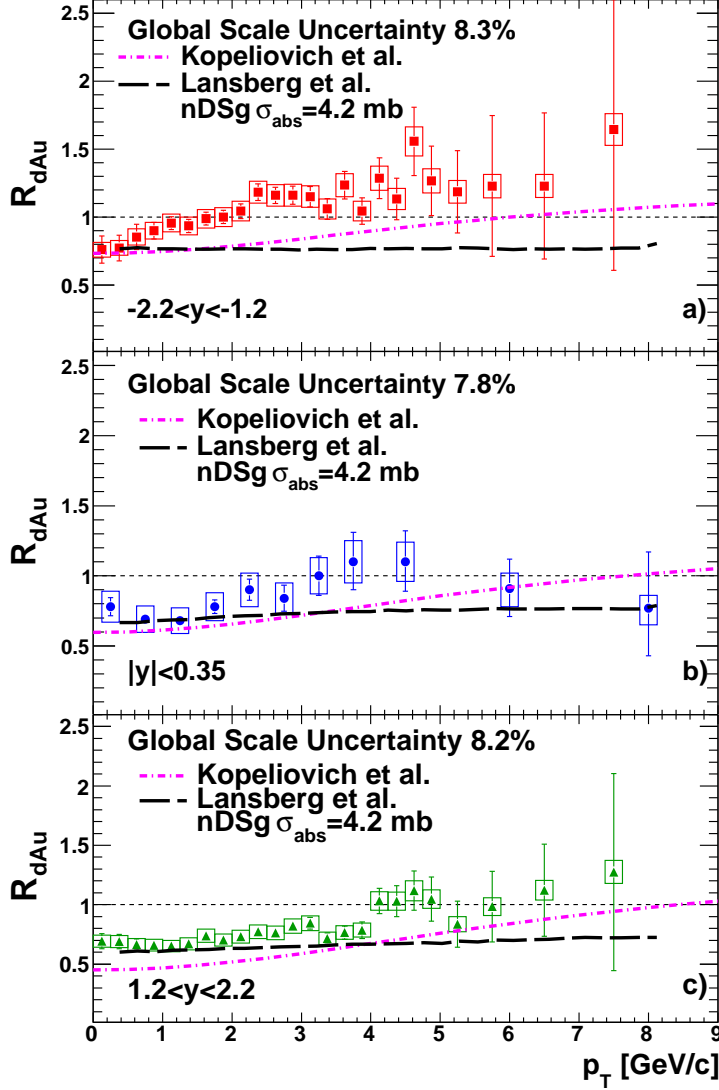 2.5
Global Scale Uncertainty 8.3%
Kopeliovich et al.
Lansberg et al.
nDSg σabs=4.2 mb
2
1.5
1
0.5
RdAu
-2.2<y<-1.2
a)
2.5
Global Scale Uncertainty 7.8%
Kopeliovich et al.
Lansberg et al.
nDSg σabs=4.2 mb
2
1.5
1
0.5
RdAu
|y|<0.35
b)
2.5
Global Scale Uncertainty 8.2%
Kopeliovich et al.
Lansberg et al.
nDSg σabs=4.2 mb
2
1.5
1
0.5
RdAu
1.2<y<2.2
c)
0 1 2 3 4 5 6 7 8 9
pT [GeV/c]